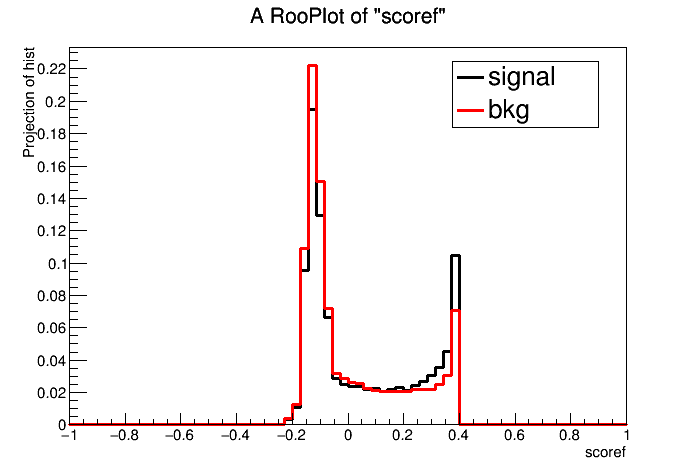 A RooPlot of "scoref"
Projection of hist
signal
bkg
0.22
0.2
0.18
0.16
0.14
0.12
0.1
0.08
0.06
0.04
0.02
0
−1 −0.8 −0.6 −0.4 −0.2 0 0.2 0.4 0.6 0.8 1
scoref